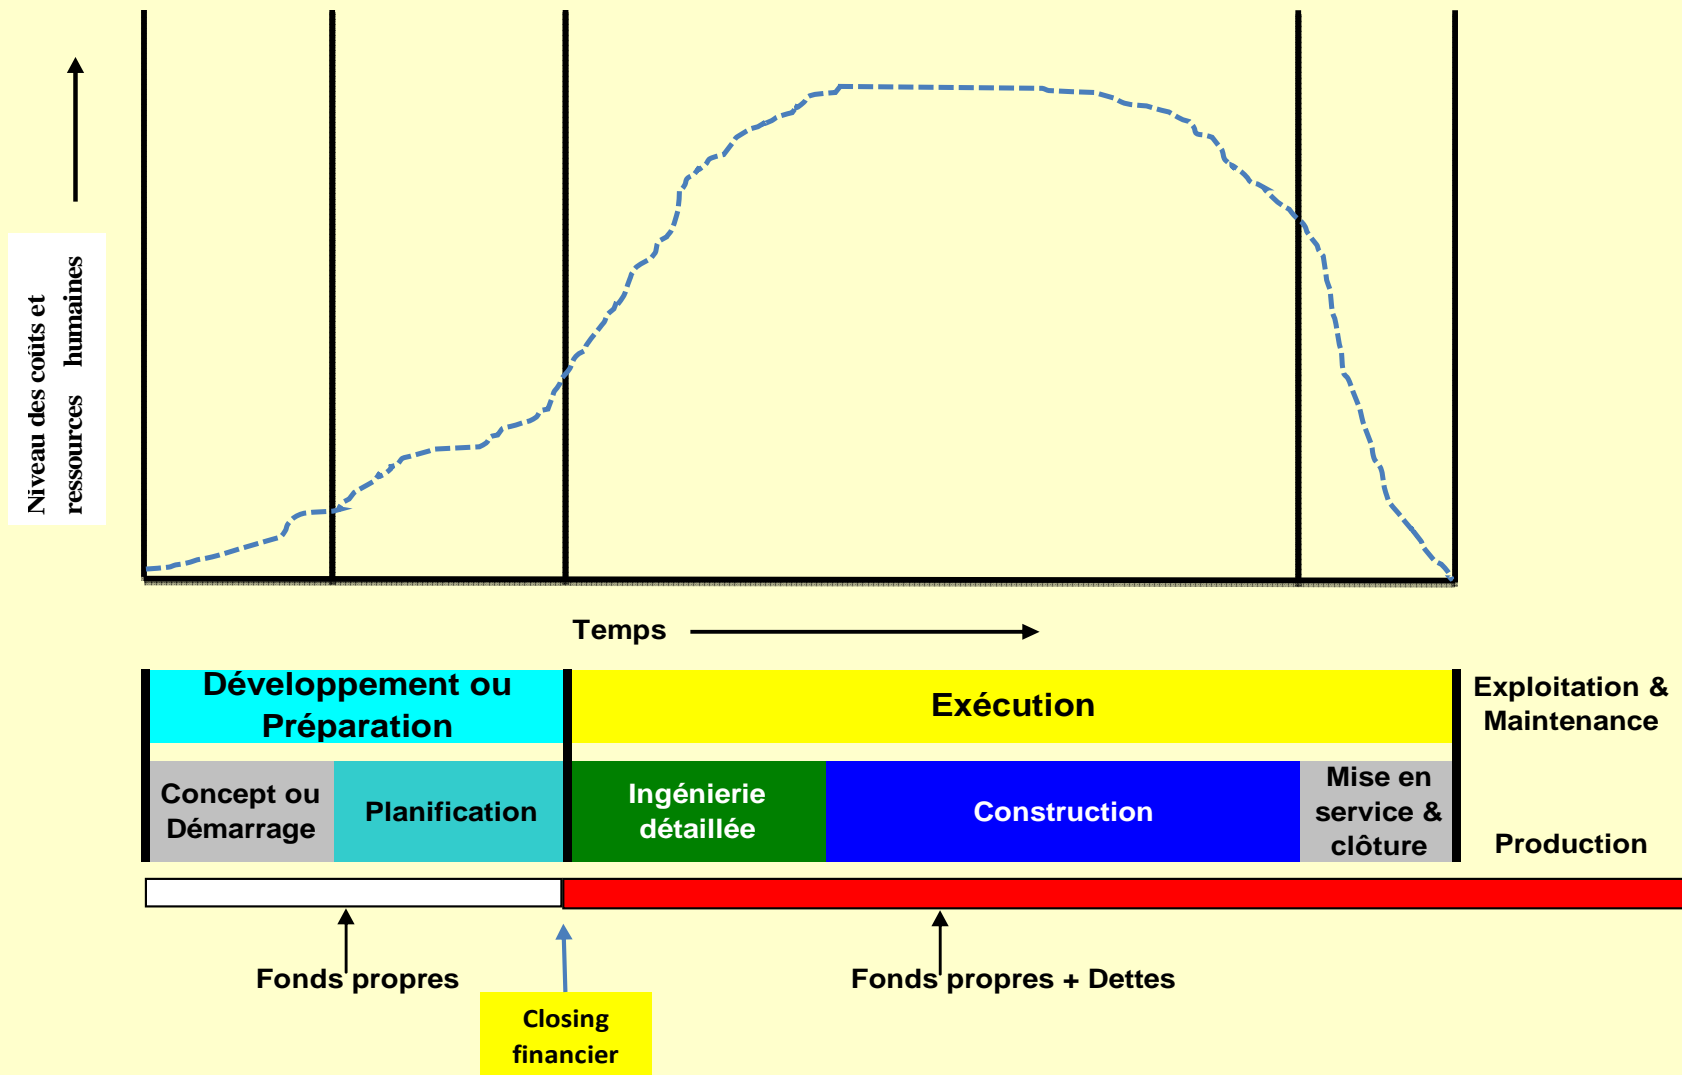 Niveau des coûts et
ressources humaines
Temps
Développement ou
Préparation
Exécution
Exploitation &
Maintenance
Concept ou
Démarrage
Planification
Ingénierie
détaillée
Construction
Mise en
service &
clôture
Production
Fonds propres
Fonds propres + Dettes
Closing
financier